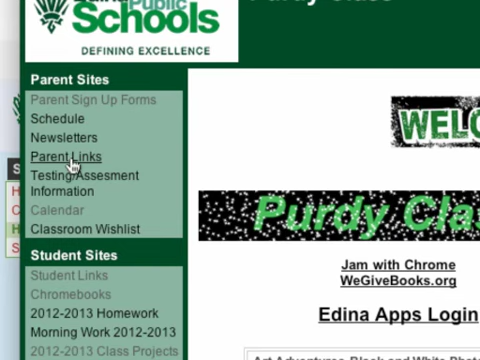 Edina Public
Schools
DEFINING EXCELLENCE
Purdy Class
Parent Sites
Parent Sign Up Forms
Schedule
Newsletters
Parent Links
Testing/Assesment
Information
Calendar
Classroom Wishlist
Student Sites
Student Links
Chromebooks
2012-2013 Homework
Morning Work 2012-2013
2012-2013 Class Projects
WELC
Purdy Cla
Jam with Chrome
WeGiveBooks.org
Edina Apps Login
S
H
C
H
S